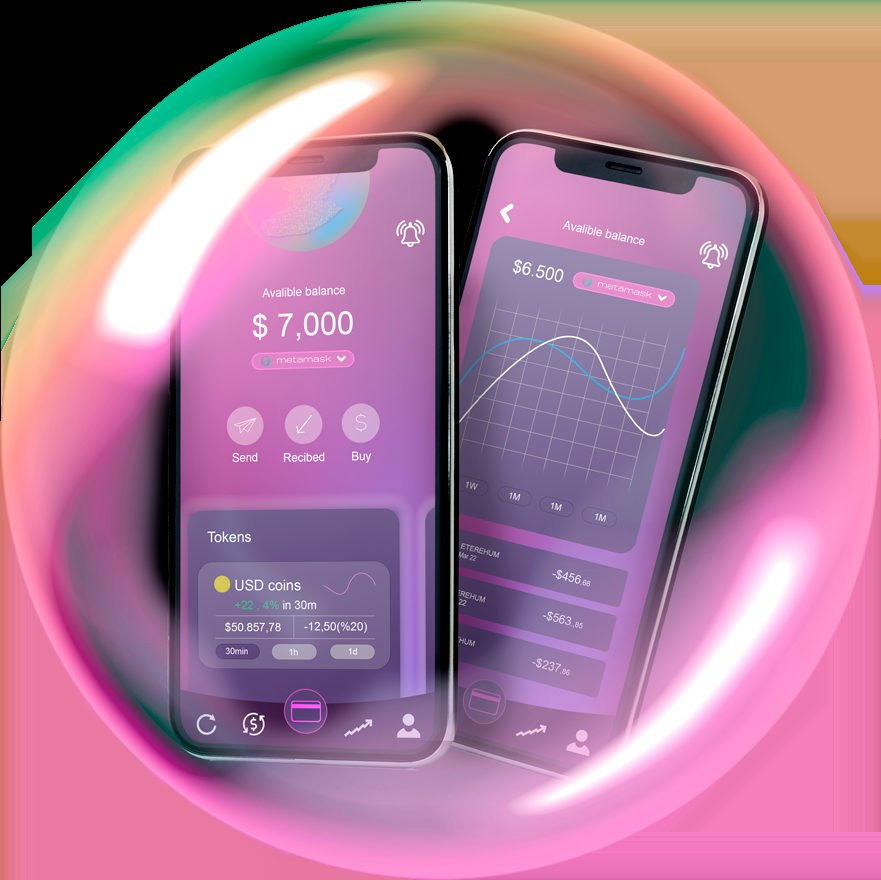 Avalible balance
$ 7,000
metamask
Send
Recibed
Buy
Tokens
USD coins
+22 , 4% in 30m
$50.857,78
-12,50(%20)
30min
1h
1d
Avalible balance
$6.500
metamask
1W
1M
1M
1M
ETEREHUM
Mar 22
-$456,66
EREHUM
22
-$563,85
HUM
-$237,86